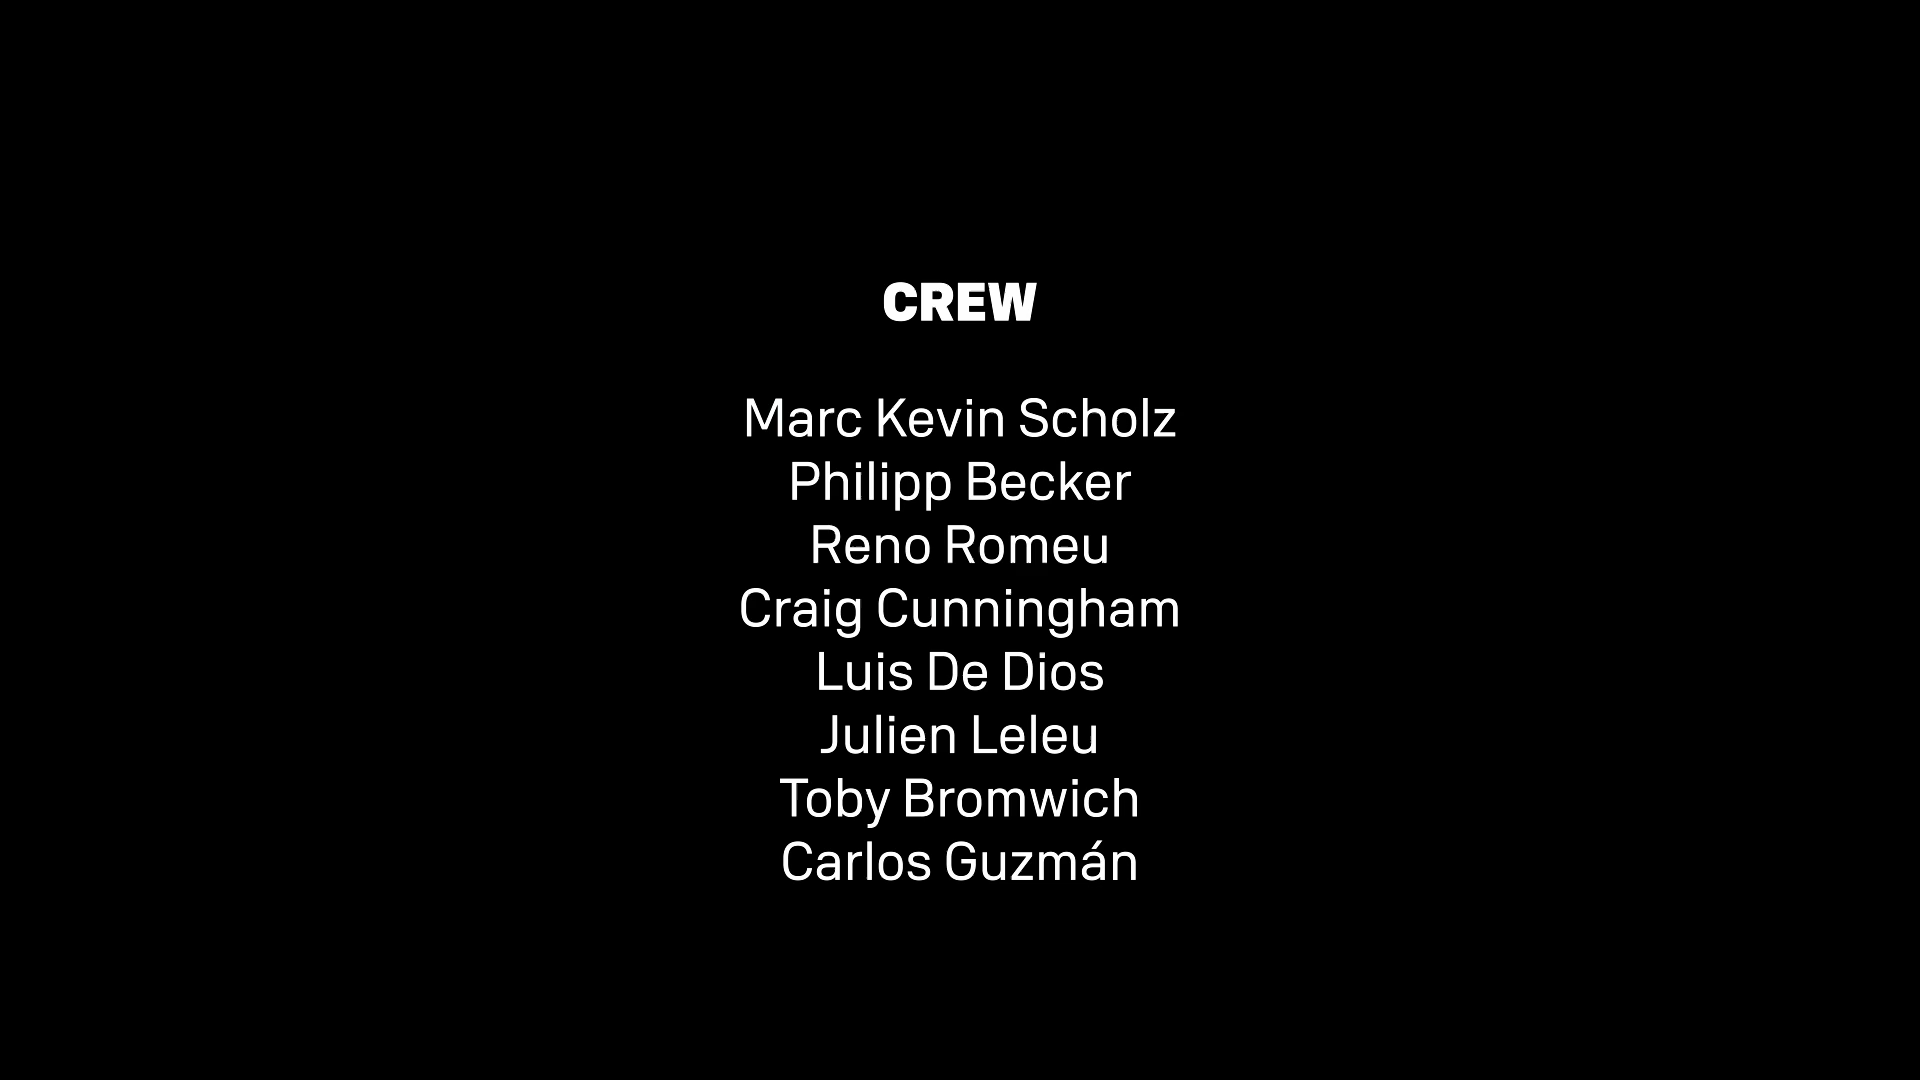 CREW
Marc Kevin Scholz
Philipp Becker
Reno Romeu
Craig Cunningham
Luis De Dios
Julien Leleu
Toby Bromwich
Carlos Guzmán